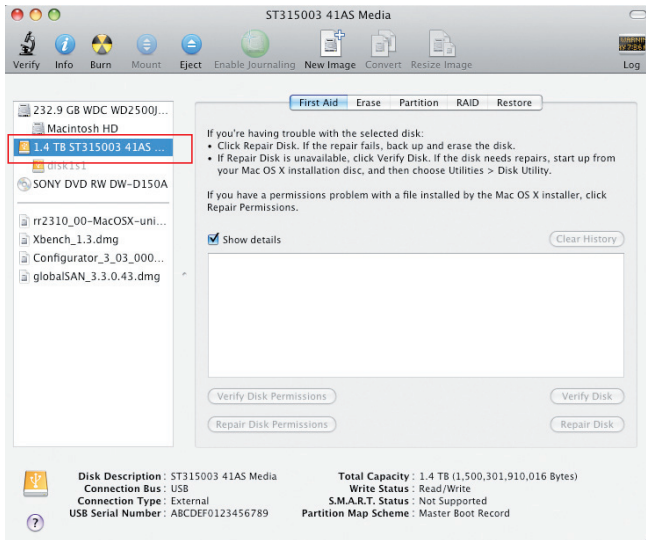 ST315003 41AS Media
Verify Info Burn Mount Eject Enable Journaling New Image Convert Resize Image Log
232.9 GB WDC WD2500J...
Macintosh HD
1.4 TB ST315003 41AS ...
disk1s1
SONY DVD RW DW-D150A
rr2310_00-MacOSX-uni...
Xbench_1.3.dmg
Configurator_3_03_000...
globalSAN_3.3.0.43.dmg
First Aid Erase Partition RAID Restore
If you're having trouble with the selected disk:
• Click Repair Disk. If the repair fails, back up and erase the disk.
• If Repair Disk is unavailable, click Verify Disk. If the disk needs repairs, start up from
your Mac OS X installation disc, and then choose Utilities > Disk Utility.
If you have a permissions problem with a file installed by the Mac OS X installer, click
Repair Permissions.
Show details
Clear History
Verify Disk Permissions
Verify Disk
Repair Disk Permissions
Repair Disk
Disk Description : ST315003 41AS Media
Connection Bus : USB
Connection Type : External
USB Serial Number : ABCDEF0123456789
Total Capacity : 1.4 TB (1,500,301,910,016 Bytes)
Write Status : Read/Write
S.M.A.R.T. Status : Not Supported
Partition Map Scheme : Master Boot Record
?